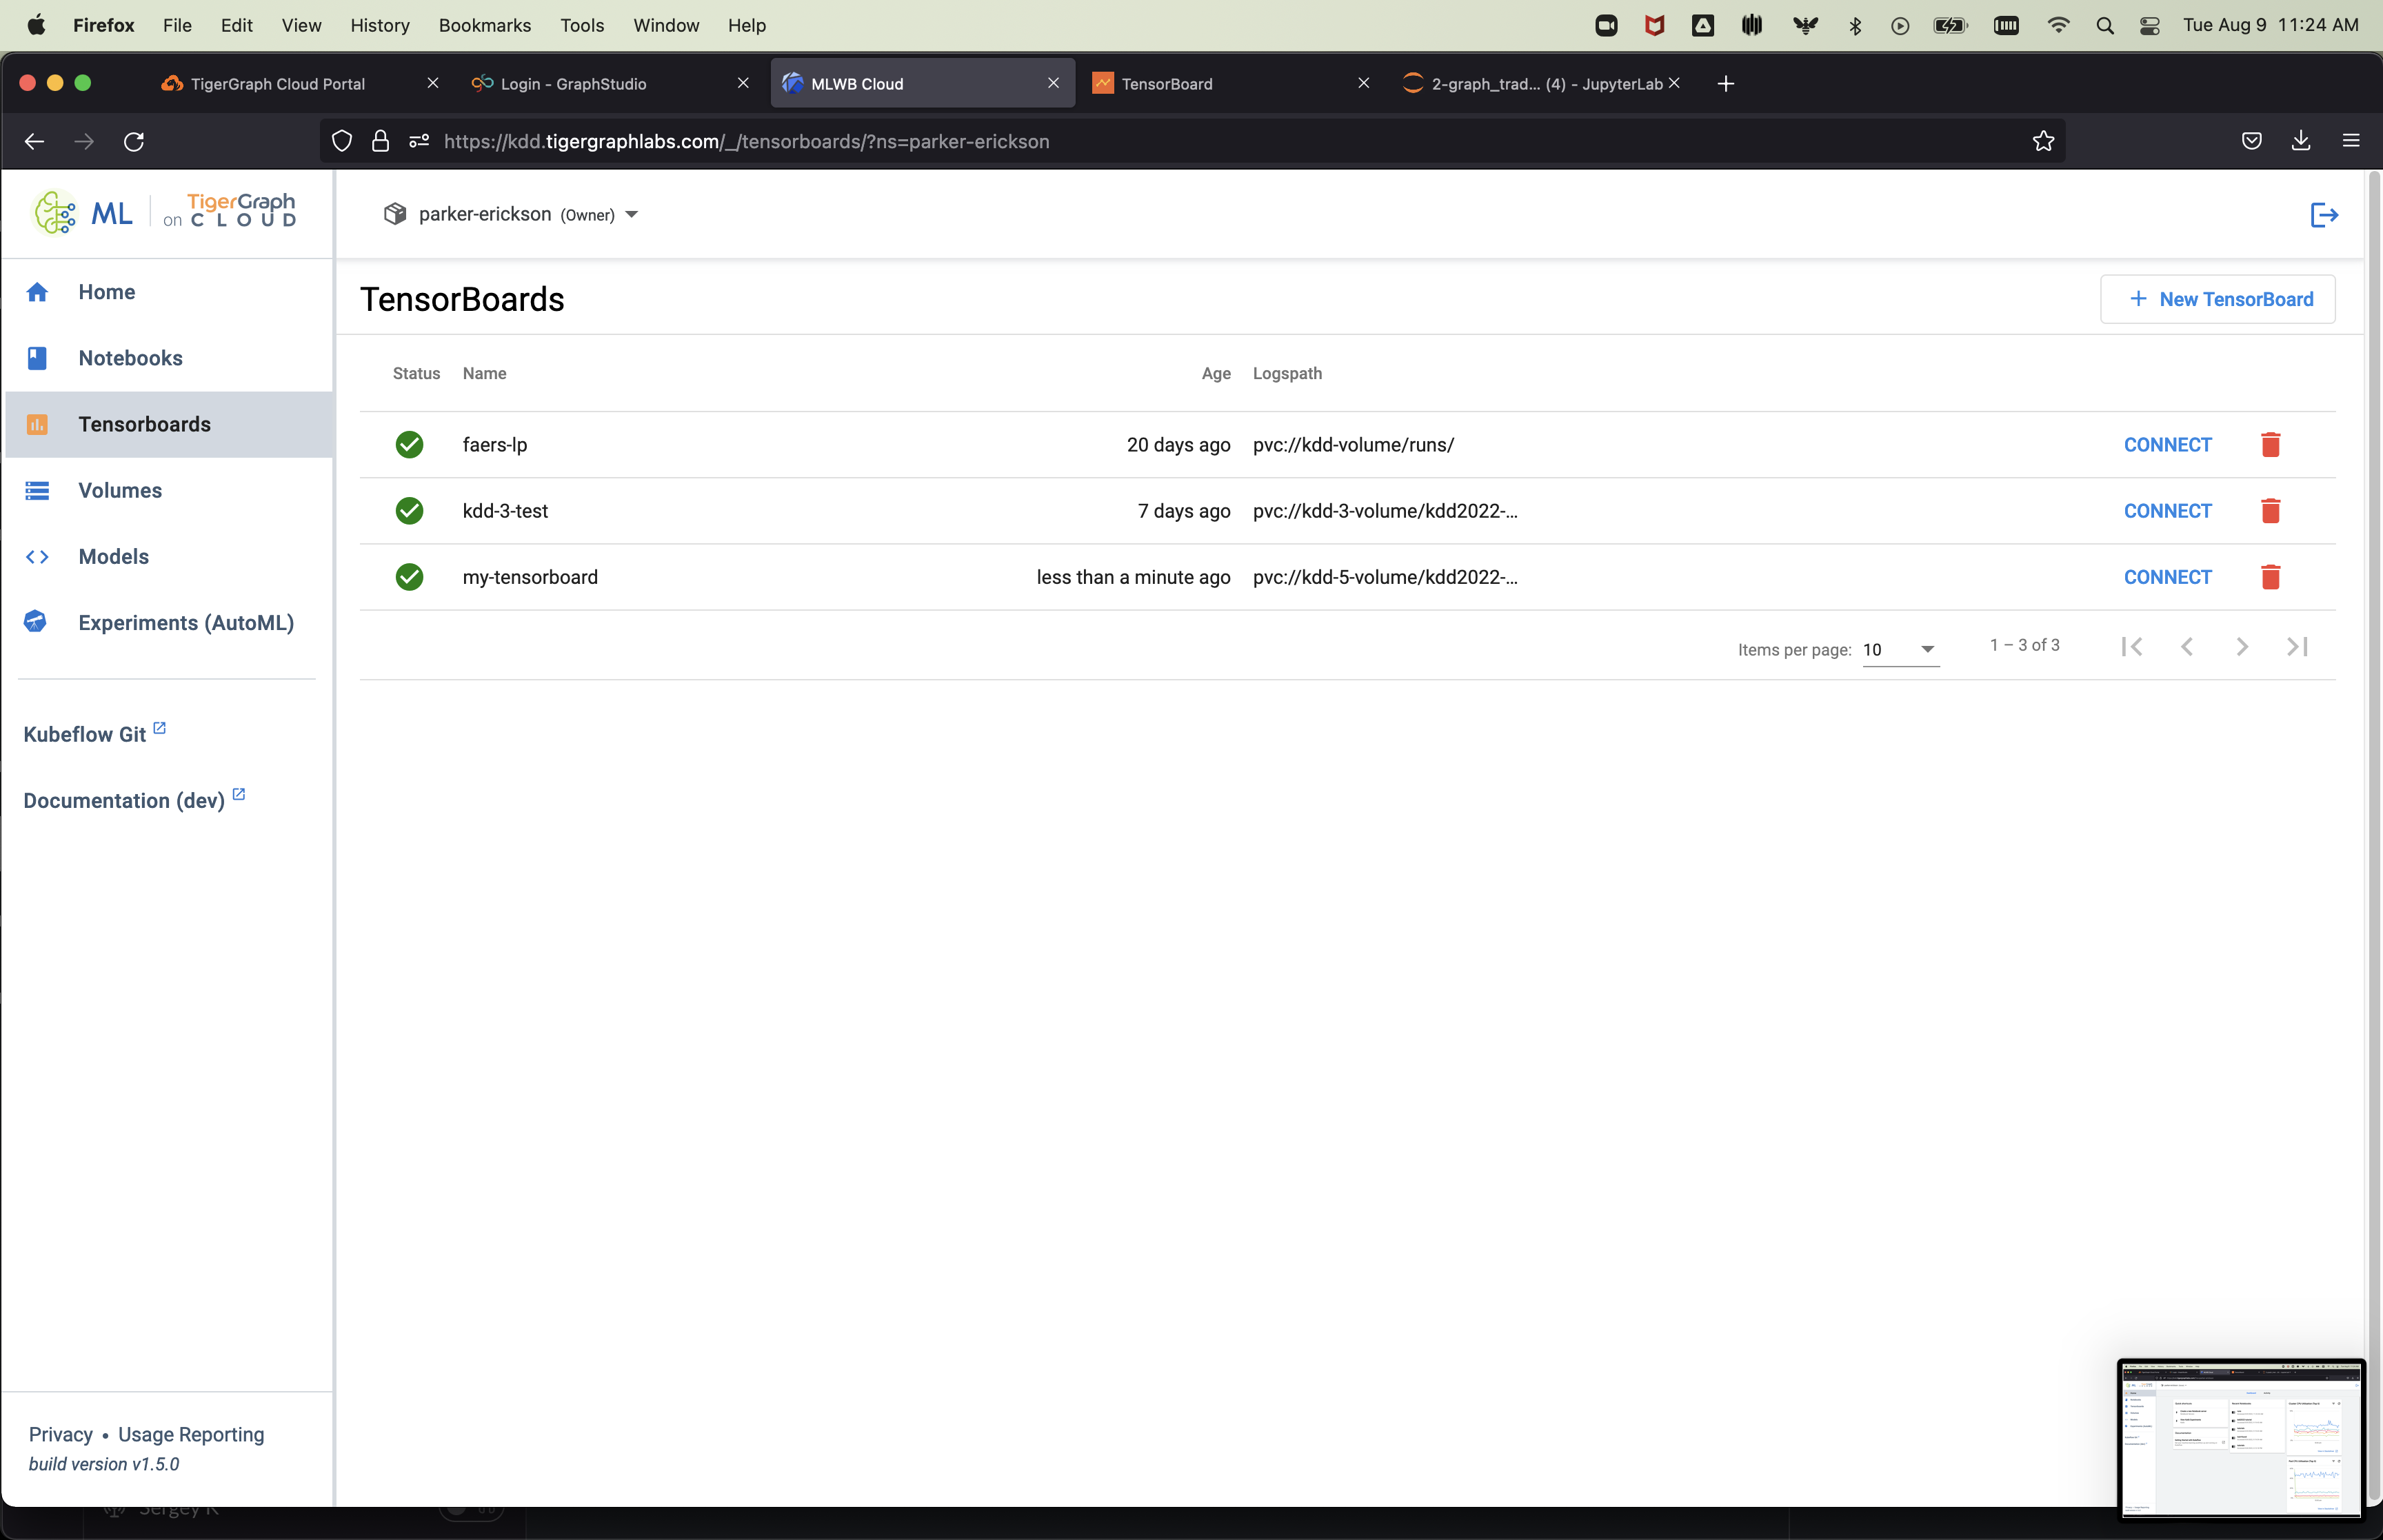 Firefox File Edit View History Bookmarks Tools Window Help Tue Aug 9 11:24 AM
TigerGraph Cloud Portal Login - GraphStudio MLWB Cloud TensorBoard 2-graph_trad... (4) - JupyterLab
https://kdd.tigergraphlabs.com/_/tensorboards/?ns=parker-erickson
ML on TigerGraph CLOUD
parker-erickson (Owner)
Home
Notebooks
Tensorboards
Volumes
Models
Experiments (AutoML)
Kubeflow Git
Documentation (dev)
Privacy • Usage Reporting
build version v1.5.0
TensorBoards
+ New TensorBoard
Status Name Age Logspath
faers-lp 20 days ago pvc://kdd-volume/runs/ CONNECT
kdd-3-test 7 days ago pvc://kdd-3-volume/kdd2022-... CONNECT
my-tensorboard less than a minute ago pvc://kdd-5-volume/kdd2022-... CONNECT
Items per page: 10 1 – 3 of 3
Sergey K